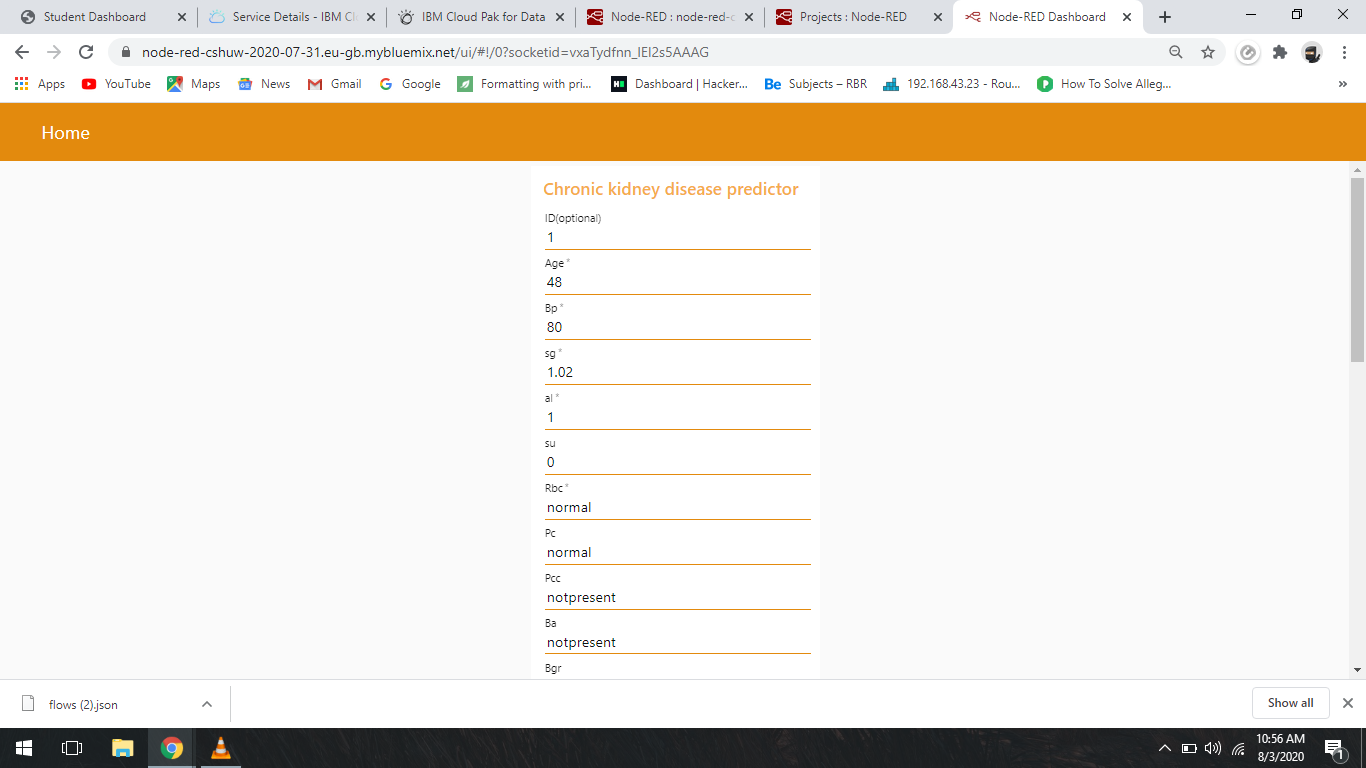 Student Dashboard
Service Details - IBM Cl
IBM Cloud Pak for Data
Node-RED : node-red-c
Projects : Node-RED
Node-RED Dashboard
node-red-cshuw-2020-07-31.eu-gb.mybluemix.net/ui/#!/0?socketid=vxaTydfnn_lEI2s5AAAG
Apps
YouTube
Maps
News
Gmail
Google
Formatting with pri...
Dashboard | Hacker...
Subjects – RBR
192.168.43.23 - Rou...
How To Solve Alleg...
»
Home
Chronic kidney disease predictor
ID(optional)
1
Age *
48
Bp *
80
sg *
1.02
al *
1
su
0
Rbc *
normal
Pc
normal
Pcc
notpresent
Ba
notpresent
Bgr
flows (2).json
Show all
10:56 AM
8/3/2020
1